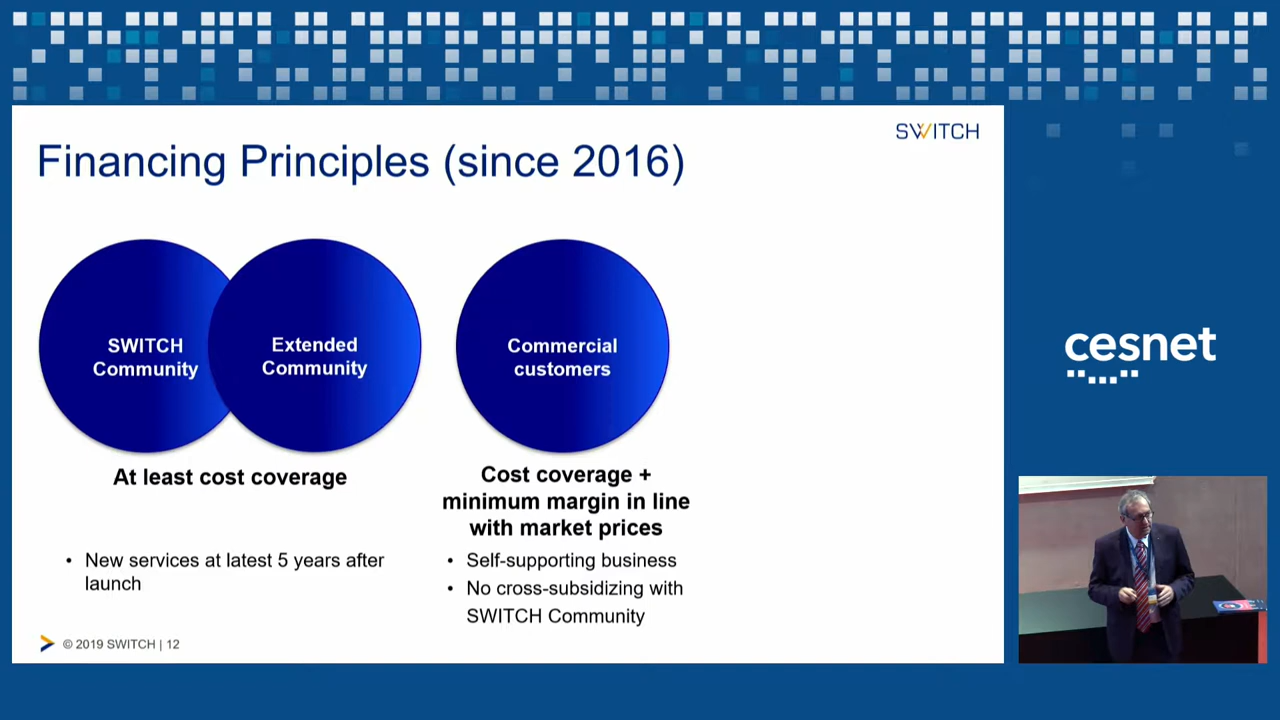 SWITCH
Financing Principles (since 2016)
SWITCH
Community
Extended
Community
Commercial
customers
At least cost coverage
Cost coverage +
minimum margin in line
with market prices
• New services at latest 5 years after
launch
• Self-supporting business
• No cross-subsidizing with
SWITCH Community
© 2019 SWITCH | 12
cesnet